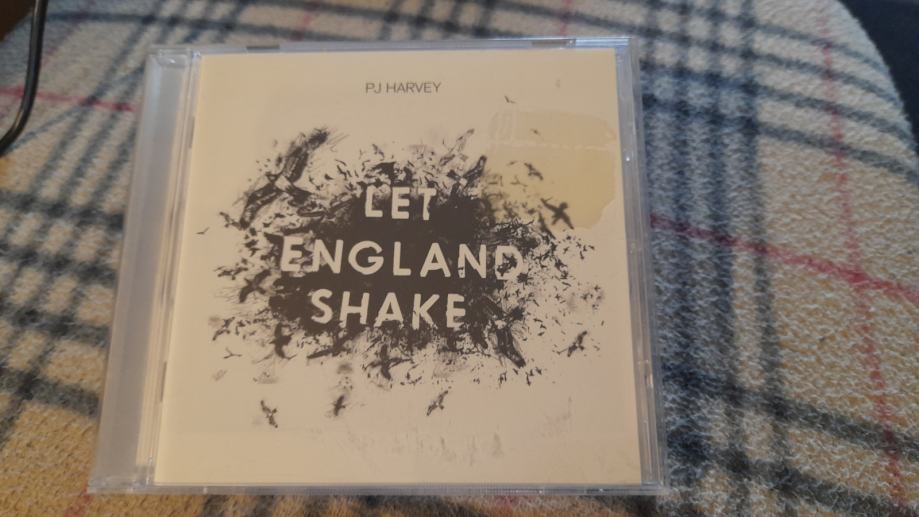 PJ HARVEY
LET
ENGLAND
SHAKE